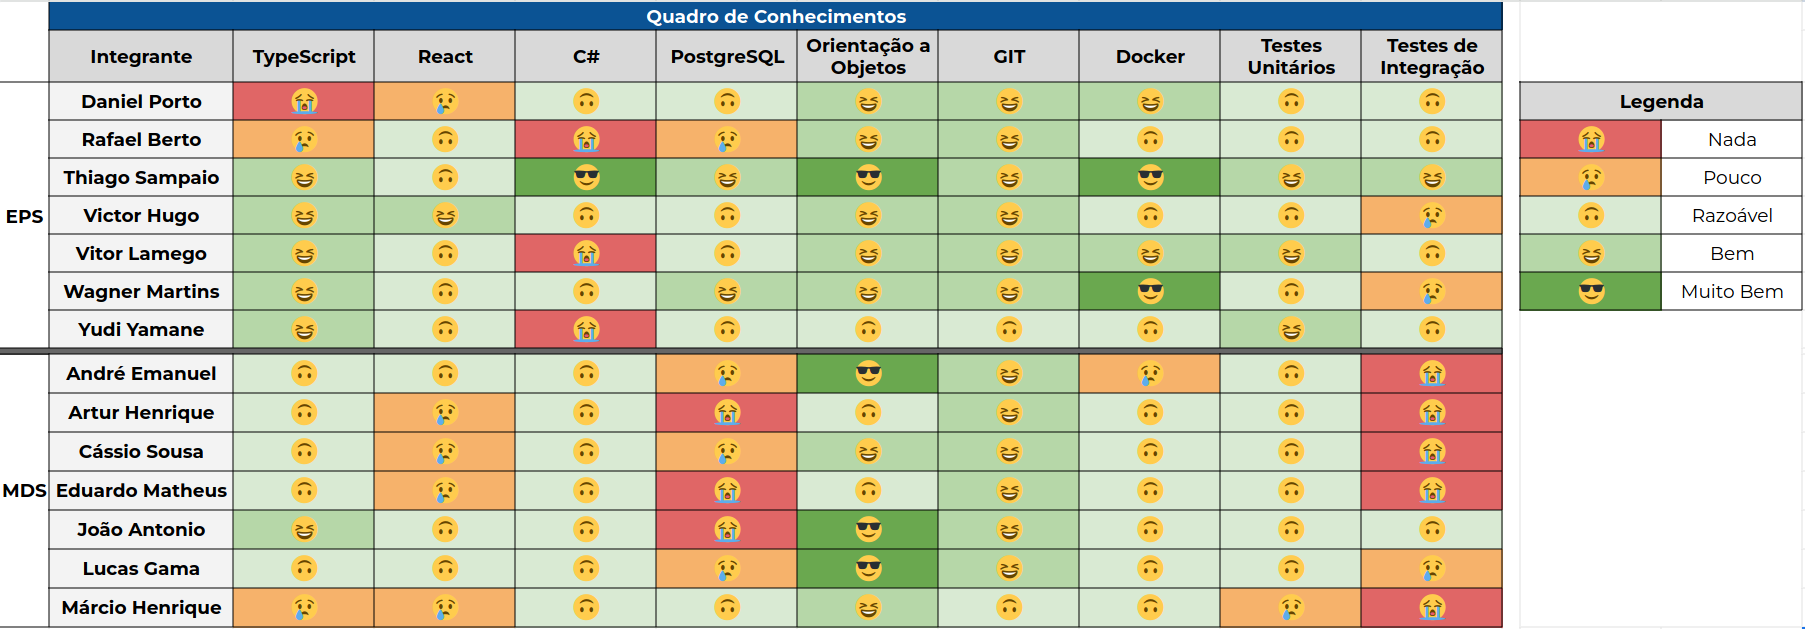 Quadro de Conhecimentos
Integrante TypeScript React C# PostgreSQL Orientação a Objetos GIT Docker Testes Unitários Testes de Integração
EPS
Daniel Porto 😭 😢 🙃 🙃 😆 😆 😆 🙃 🙃
Rafael Berto 😢 🙃 😭 😢 😆 😆 🙃 🙃 🙃
Thiago Sampaio 😆 🙃 😎 😆 😎 😆 😎 😆 😆
Victor Hugo 😆 😆 🙃 🙃 😆 😆 🙃 🙃 😢
Vitor Lamego 😆 🙃 😭 🙃 😆 😆 😆 😆 🙃
Wagner Martins 😆 🙃 🙃 😆 😆 😆 😎 🙃 😢
Yudi Yamane 😆 🙃 😭 🙃 🙃 🙃 🙃 😆 🙃
MDS
André Emanuel 🙃 🙃 🙃 😢 😎 😆 😢 🙃 😭
Artur Henrique 🙃 😢 🙃 😭 🙃 😆 🙃 🙃 😭
Cássio Sousa 🙃 😢 🙃 😢 😆 😆 🙃 🙃 😭
Eduardo Matheus 🙃 😢 🙃 😭 🙃 😆 🙃 🙃 😭
João Antonio 😆 🙃 🙃 😭 😎 😆 🙃 🙃 🙃
Lucas Gama 🙃 🙃 🙃 😢 😎 😆 🙃 🙃 😢
Márcio Henrique 😢 😢 🙃 🙃 😆 🙃 🙃 😢 😭
Legenda
😭 Nada
😢 Pouco
🙃 Razoável
😆 Bem
😎 Muito Bem